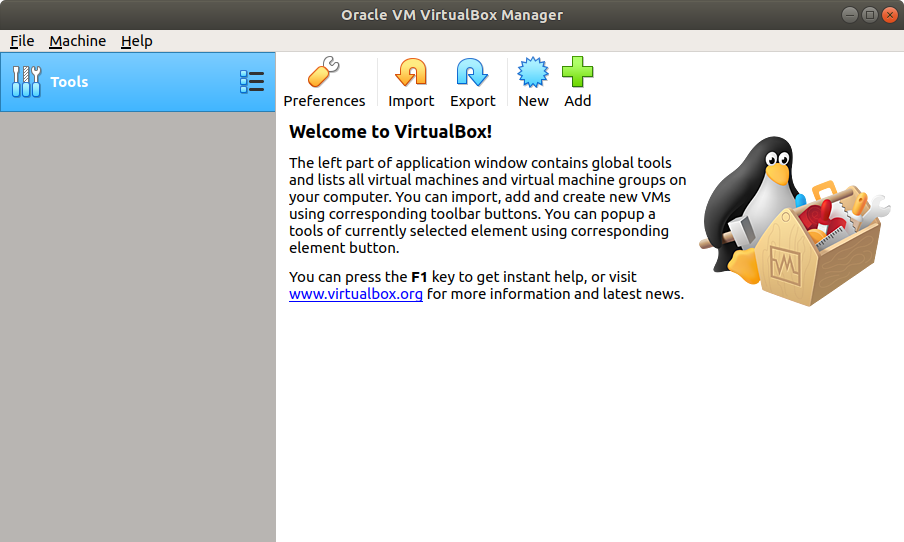 Oracle VM VirtualBox Manager
File Machine Help
Tools
Preferences Import Export New Add
Welcome to VirtualBox!
The left part of application window contains global tools
and lists all virtual machines and virtual machine groups on
your computer. You can import, add and create new VMs
using corresponding toolbar buttons. You can popup a
tools of currently selected element using corresponding
element button.
You can press the F1 key to get instant help, or visit
www.virtualbox.org for more information and latest news.